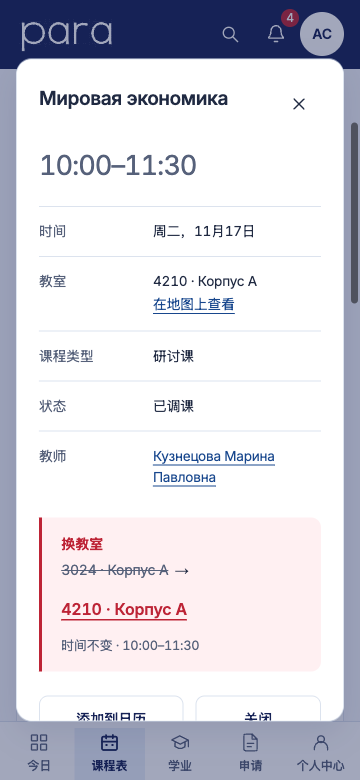 para
4
AC
Мировая экономика
10:00–11:30
时间
周二，11月17日
教室
4210 · Корпус А
在地图上查看
课程类型
研讨课
状态
已调课
教师
Кузнецова Марина
Павловна
换教室
3024 · Корпус А →
4210 · Корпус А
时间不变 · 10:00–11:30
添加到日历
关闭
今日
课程表
学业
申请
个人中心